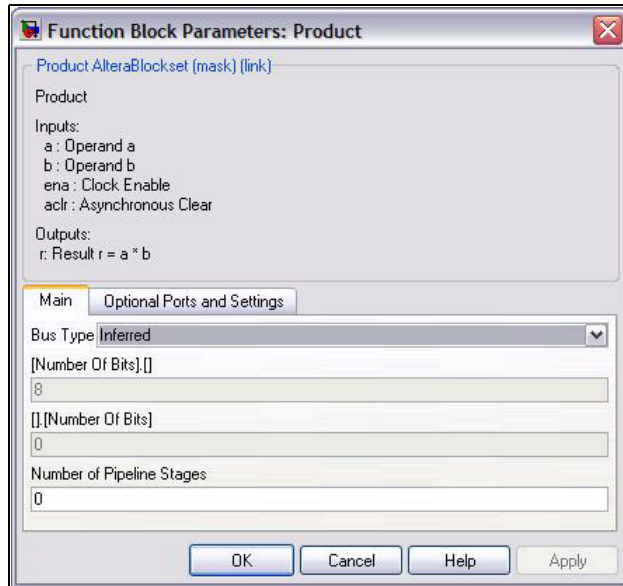 Function Block Parameters: Product
Product AlteraBlockset (mask) (link)
Product
Inputs:
a : Operand a
b : Operand b
ena : Clock Enable
aclr : Asynchronous Clear
Outputs:
r: Result r = a * b
Main Optional Ports and Settings
Bus Type Inferred
[Number Of Bits].[]
8
[].[Number Of Bits]
0
Number of Pipeline Stages
0
OK Cancel Help Apply